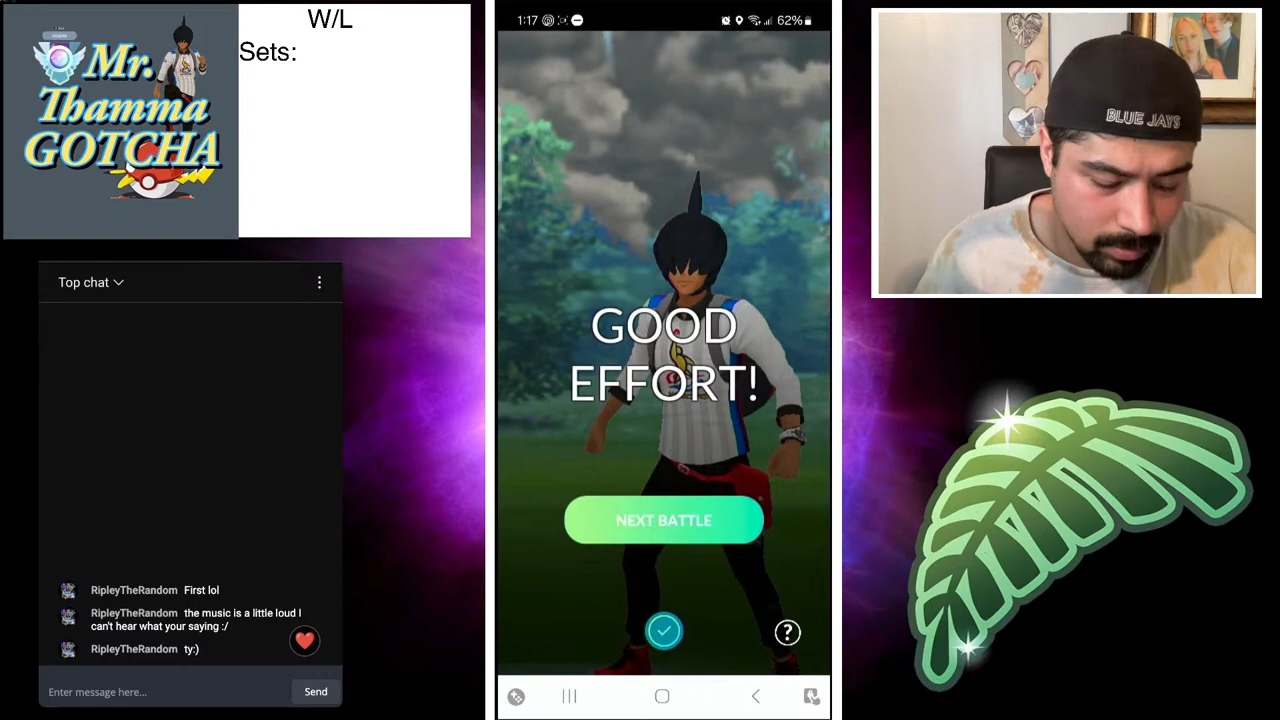 Mr.
Thamma
GOTCHA
W/L
Sets:
Top chat
RipleyTheRandom First lol
RipleyTheRandom the music is a little loud I
can't hear what your saying :/
RipleyTheRandom ty:)
Enter message here...
Send
1:17
62%
GOOD
EFFORT!
NEXT BATTLE
?
BLUE JAYS